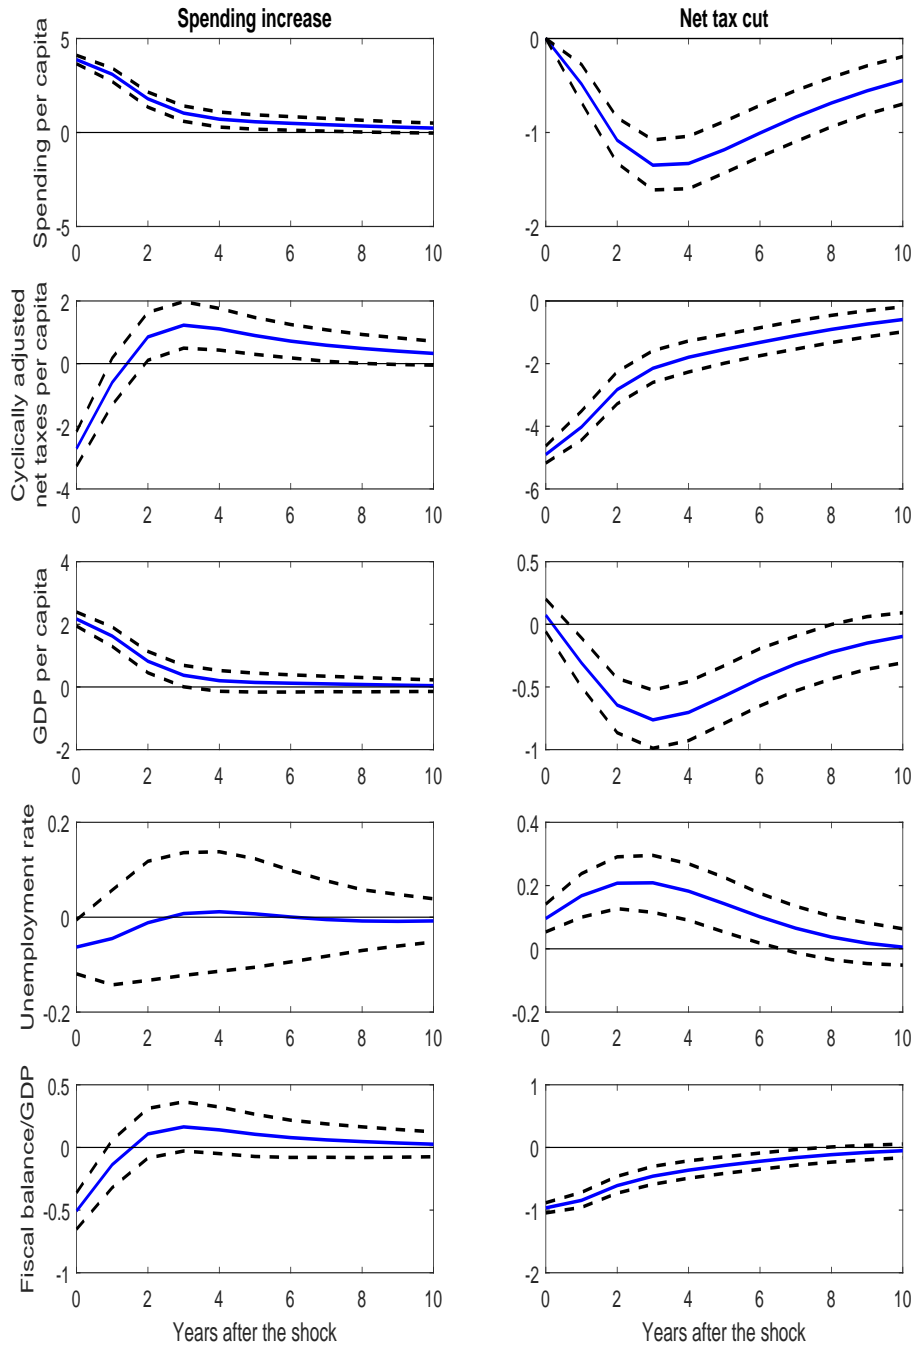 Spending increase
Net tax cut
Spending per capita
5
0
-5
0 2 4 6 8 10
0
-1
-2
0 2 4 6 8 10
Cyclically adjusted
net taxes per capita
2
0
-2
-4
0 2 4 6 8 10
0
-2
-4
-6
0 2 4 6 8 10
GDP per capita
4
2
0
-2
0 2 4 6 8 10
0.5
0
-0.5
-1
0 2 4 6 8 10
Unemployment rate
0.2
0
-0.2
0 2 4 6 8 10
0.4
0.2
0
-0.2
0 2 4 6 8 10
Fiscal balance/GDP
0.5
0
-0.5
-1
0 2 4 6 8 10
Years after the shock
1
0
-1
-2
0 2 4 6 8 10
Years after the shock